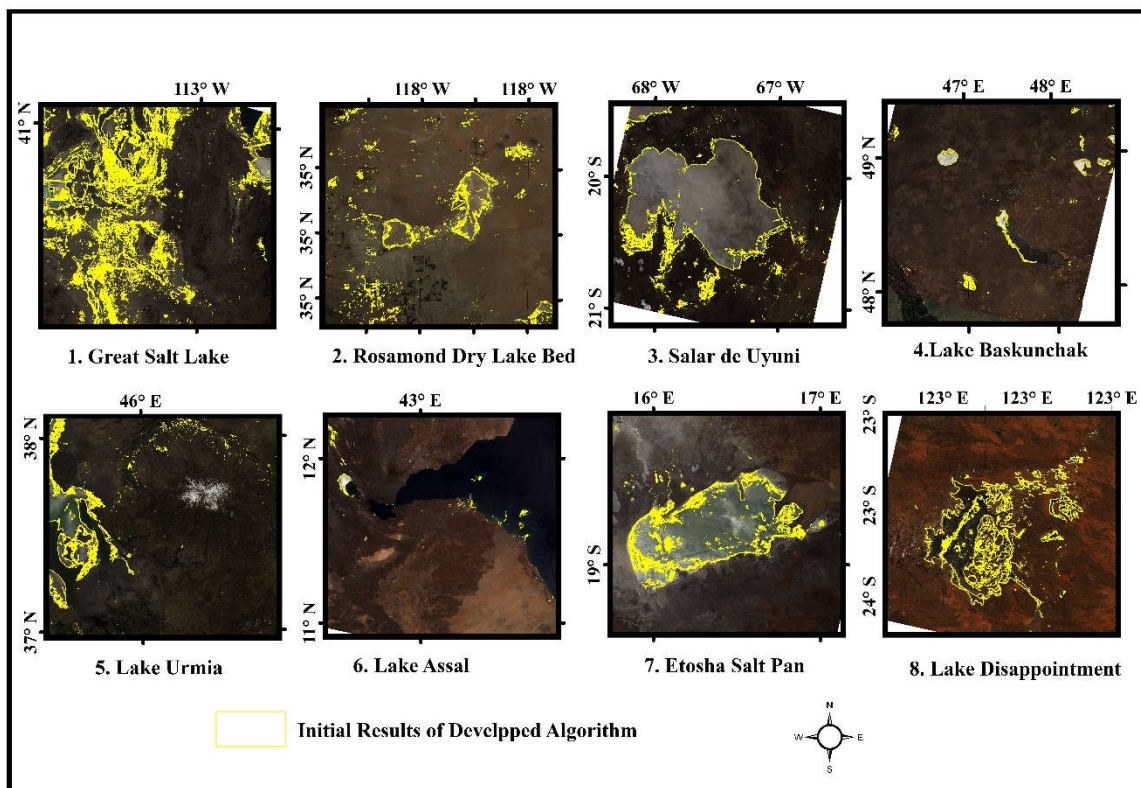 113° W
41° N
1. Great Salt Lake
118° W 118° W
35° N
35° N
35° N
2. Rosamond Dry Lake Bed
68° W 67° W
20° S
21° S
3. Salar de Uyuni
47° E 48° E
49° N
48° N
4.Lake Baskunchak
46° E
38° N
37° N
5. Lake Urmia
43° E
12° N
11° N
6. Lake Assal
16° E 17° E
19° S
7. Etosha Salt Pan
123° E 123° E 123° E
23° S
23° S
24° S
8. Lake Disappointment
Initial Results of Develpped Algorithm
N
W E
S